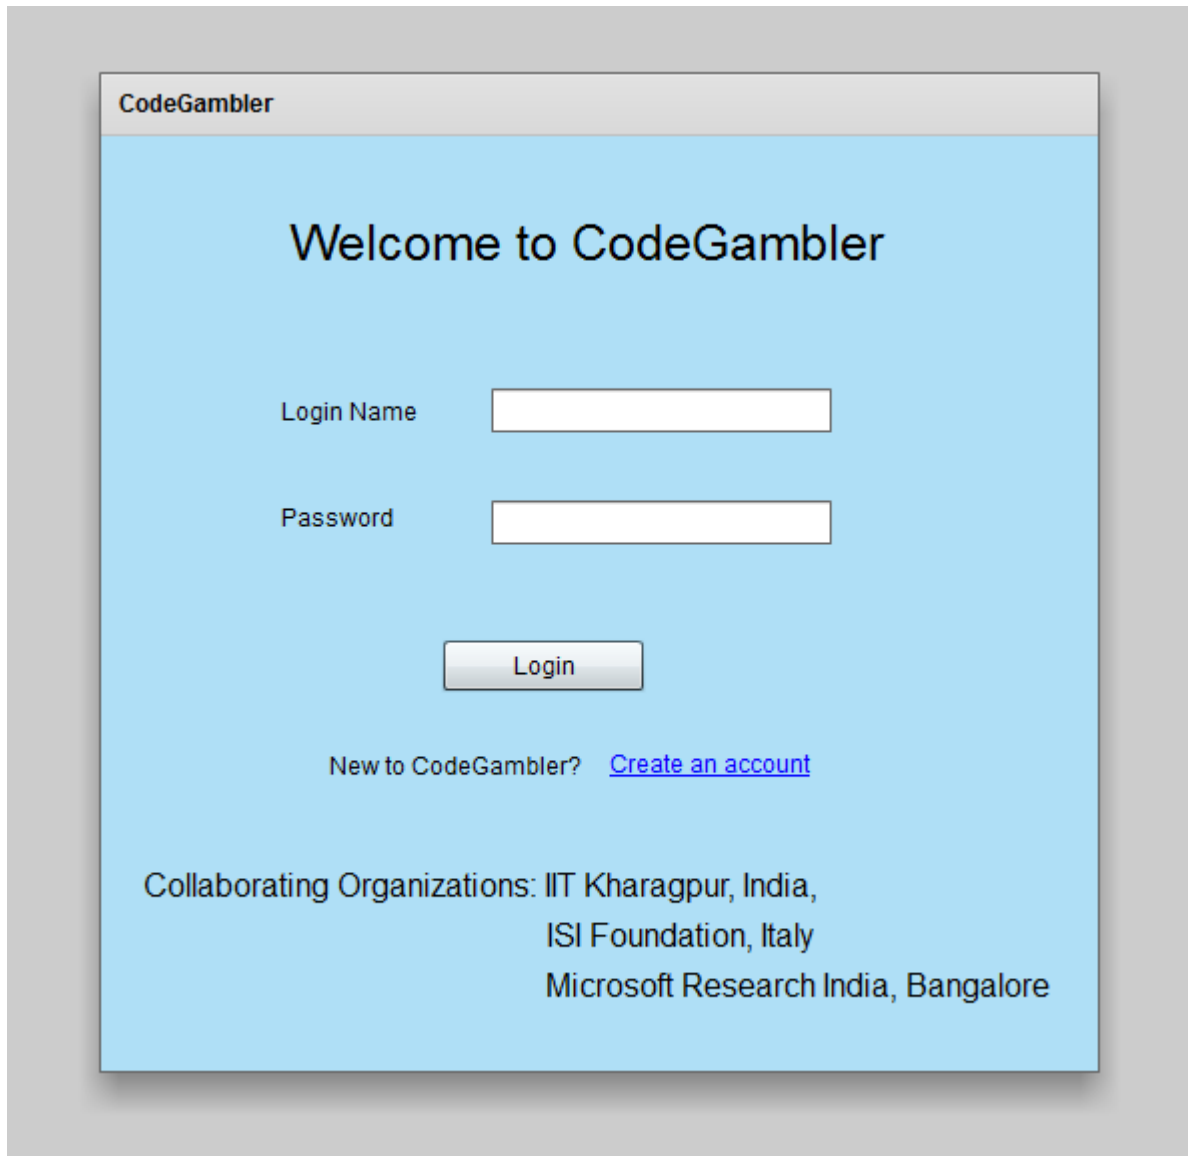 CodeGambler
Welcome to CodeGambler
Login Name
Password
Login
New to CodeGambler? Create an account
Collaborating Organizations: IIT Kharagpur, India,
ISI Foundation, Italy
Microsoft Research India, Bangalore